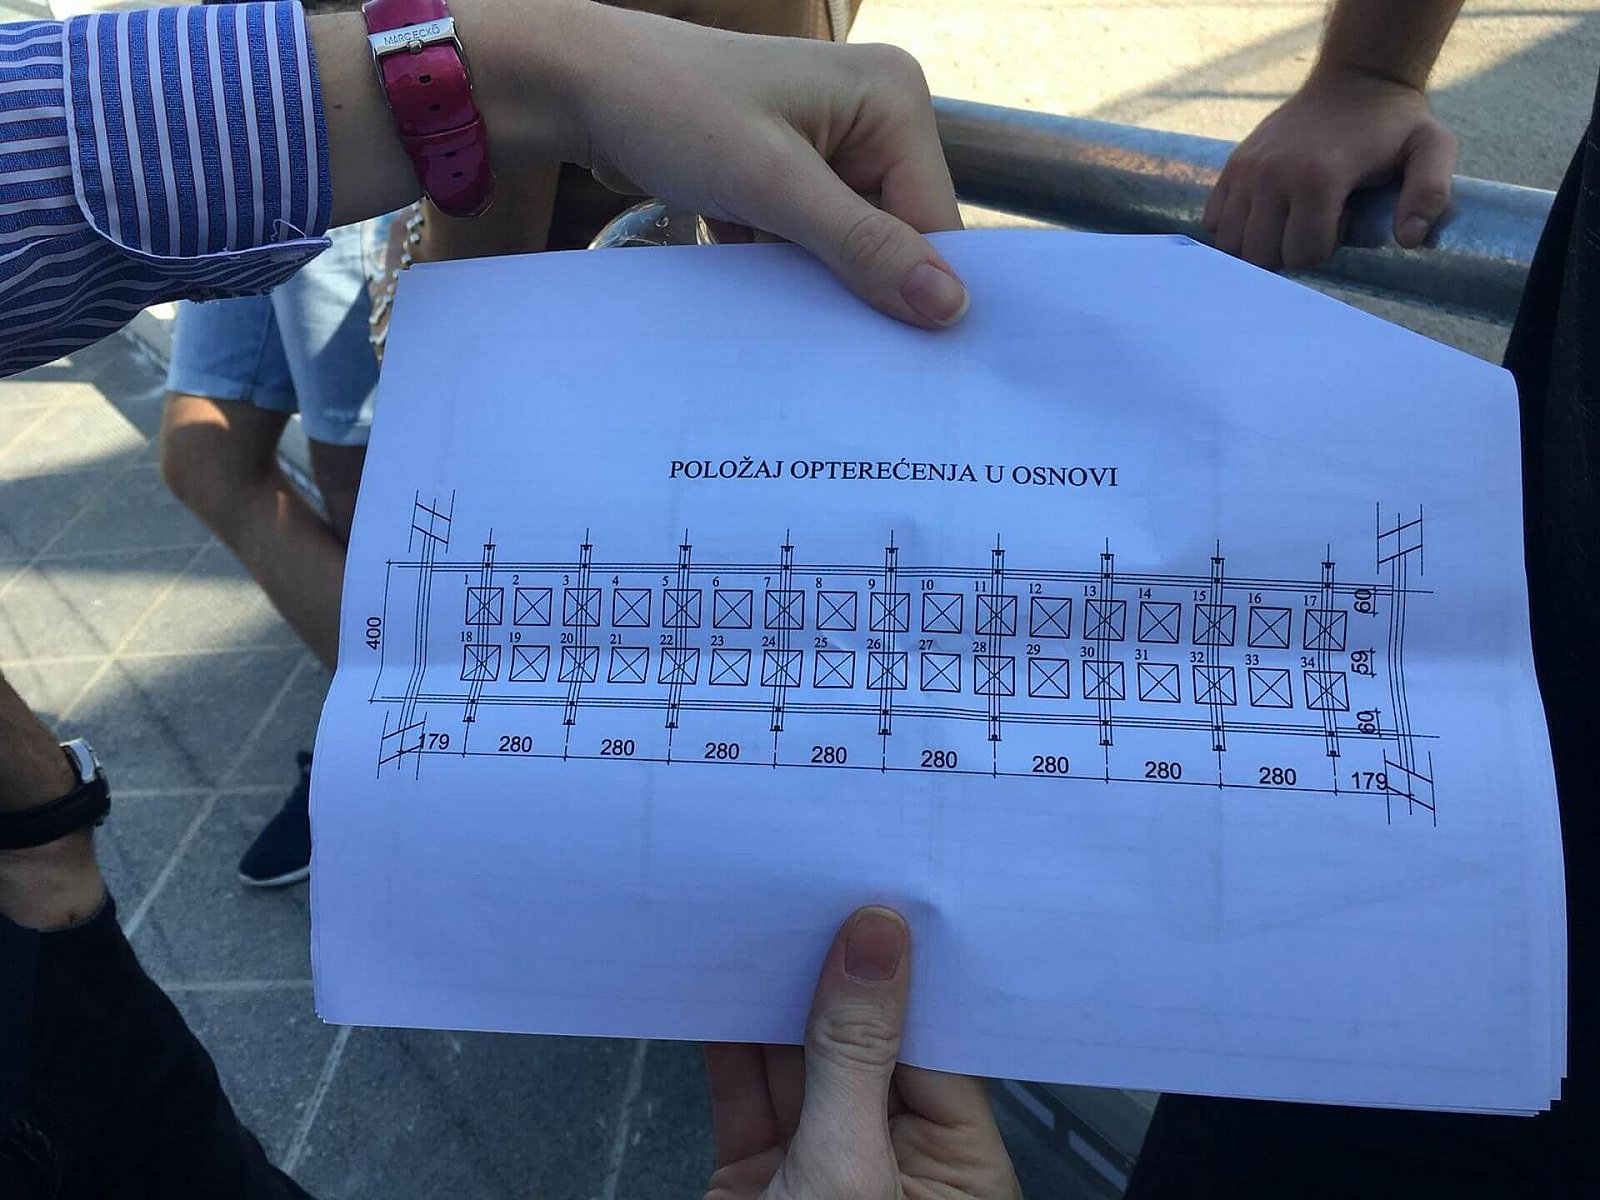 MARC ECKŌ
POLOŽAJ OPTEREĆENJA U OSNOVI
1 2 3 4 5 6 7 8 9 10 11 12 13 14 15 16 17
60
18 19 20 21 22 23 24 25 26 27 28 29 30 31 32 33 34
400
59
60
179 280 280 280 280 280 280 280 280 179